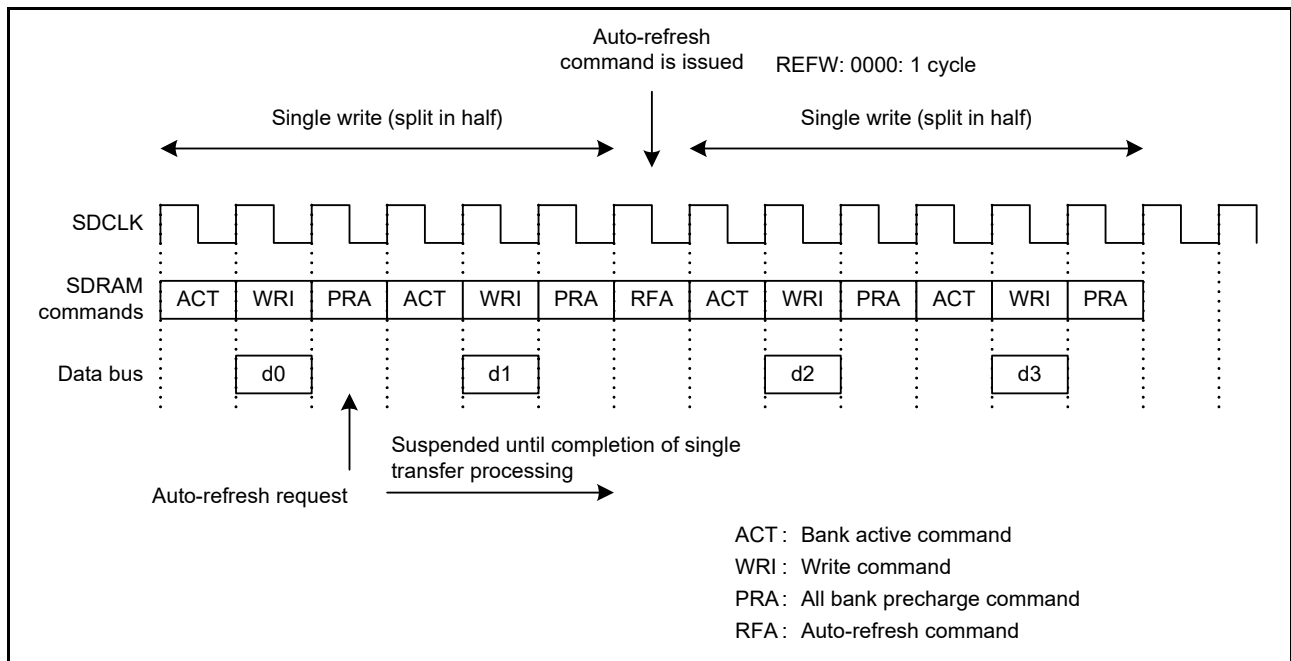 Auto-refresh
command is issued
REFW: 0000: 1 cycle
Single write (split in half)
Single write (split in half)
SDCLK
SDRAM
commands
ACT WRI PRA ACT WRI PRA RFA ACT WRI PRA ACT WRI PRA
Data bus
d0 d1 d2 d3
Suspended until completion of single
transfer processing
Auto-refresh request
ACT : Bank active command
WRI : Write command
PRA : All bank precharge command
RFA : Auto-refresh command